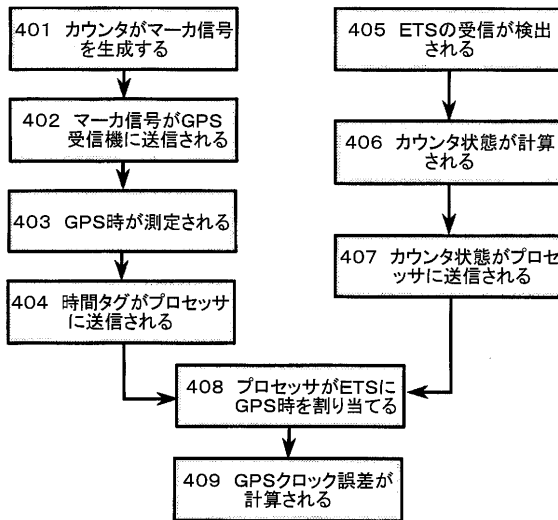 401 カウンタがマーカ信号
を生成する
402 マーカ信号がGPS
受信機に送信される
403 GPS時が測定される
404 時間タグがプロセッサ
に送信される
405 ETSの受信が検出
される
406 カウンタ状態が計算
される
407 カウンタ状態がプロセ
ッサに送信される
408 プロセッサがETSに
GPS時を割り当てる
409 GPSクロック誤差が
計算される